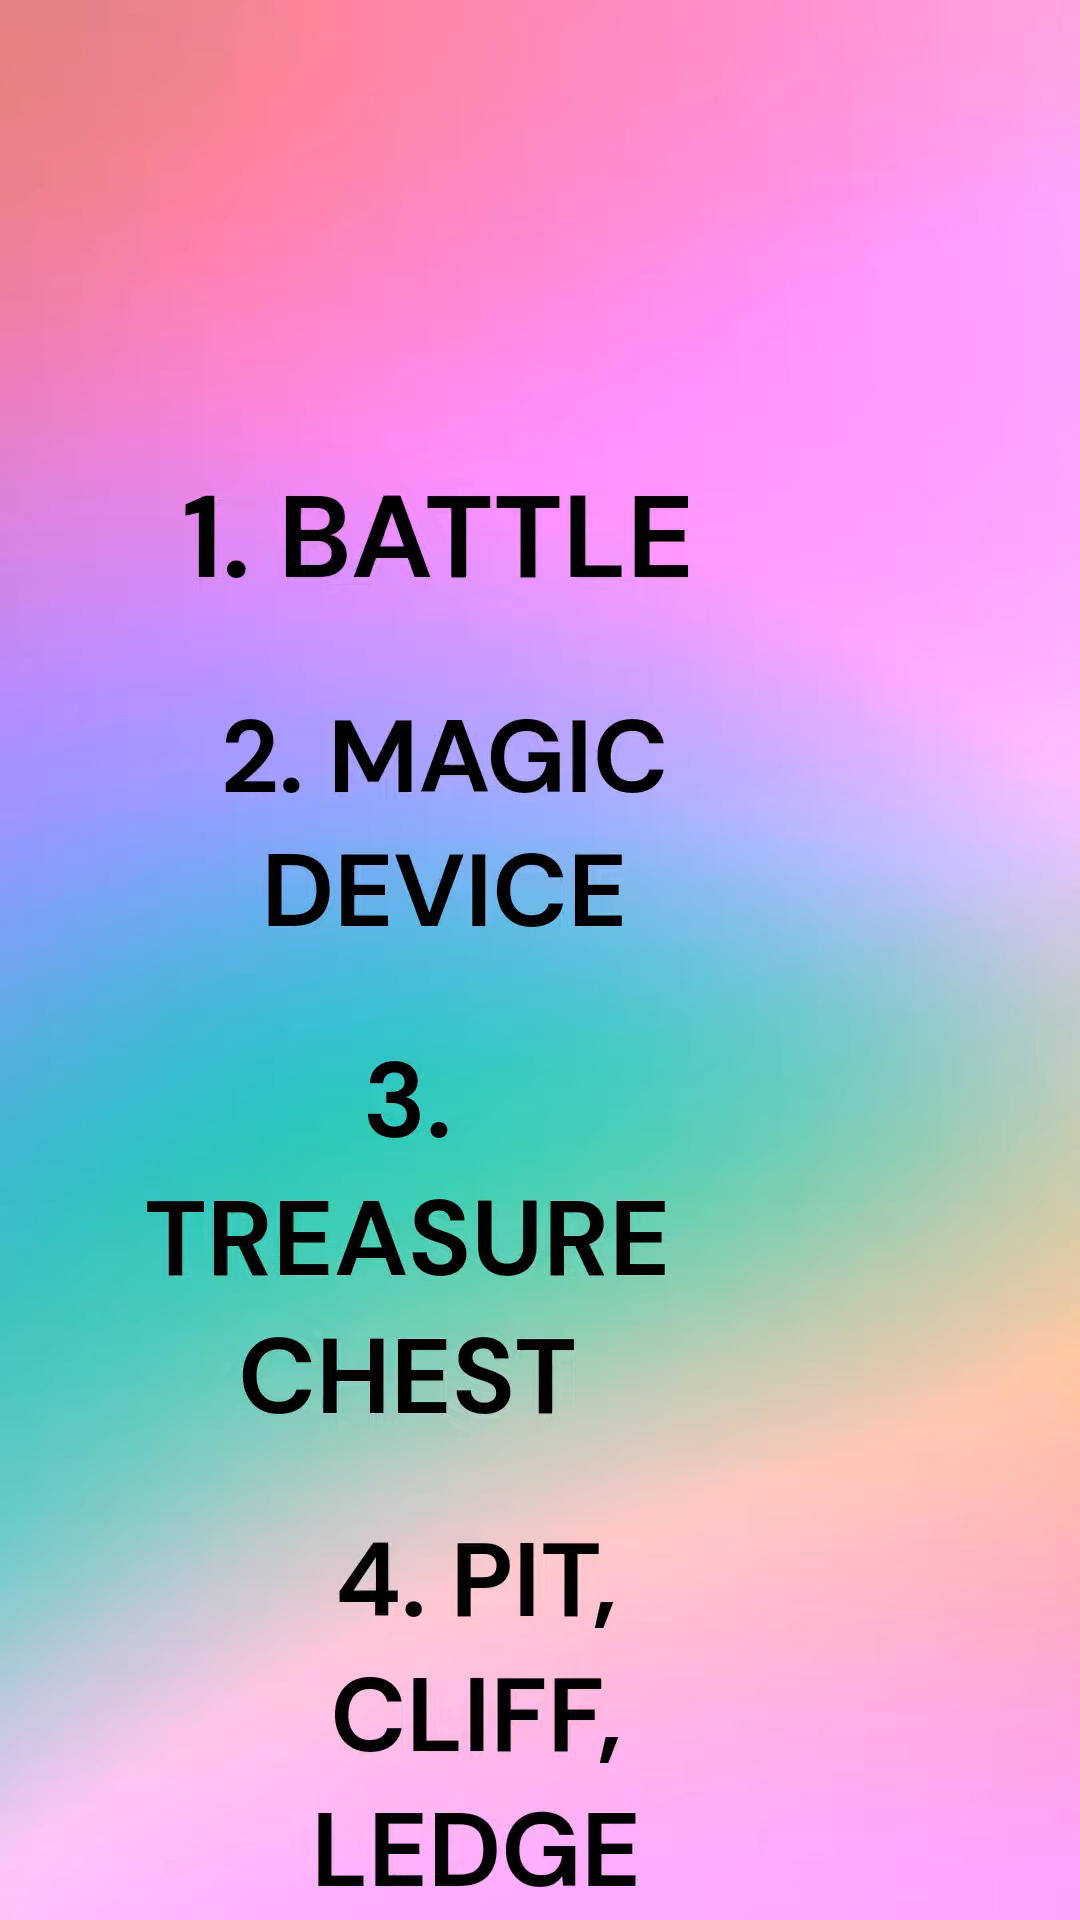 1. BATTLE
2. MAGIC
DEVICE
3.
TREASURE
CHEST
4. PIT,
CLIFF,
LEDGE